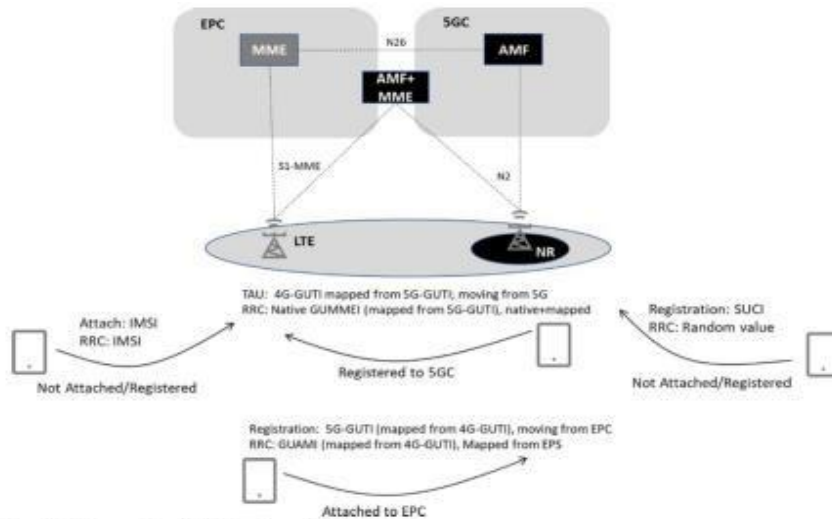 EPC
5GC
MME
N26
AMF
AMF+
MME
S1-MME
N2
LTE
NR
TAU: 4G-GUTI mapped from 5G-GUTI; moving from 5G
RRC: Native GUMMEI (mapped from 5G-GUTI), native+mapped
Attach: IMSI
RRC: IMSI
Not Attached/Registered
Registered to 5GC
Registration: SUCI
RRC: Random value
Not Attached/Registered
Registration: 5G-GUTI (mapped from 4G-GUTI), moving from EPC
RRC: GUAMI (mapped from 4G-GUTI), Mapped from EPS
Attached to EPC